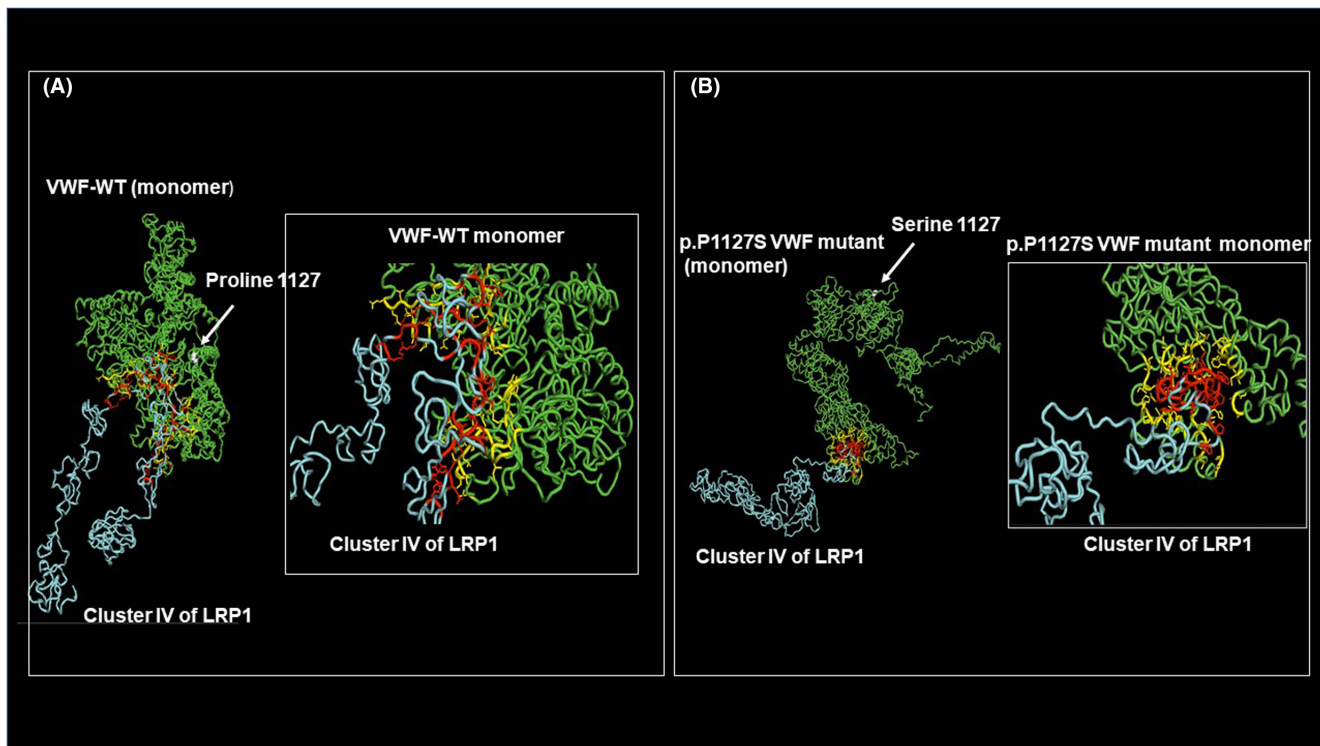 (A)
VWF-WT (monomer)
Proline 1127
VWF-WT monomer
Cluster IV of LRP1
Cluster IV of LRP1
(B)
Serine 1127
p.P1127S VWF mutant
(monomer)
p.P1127S VWF mutant monomer
Cluster IV of LRP1
Cluster IV of LRP1